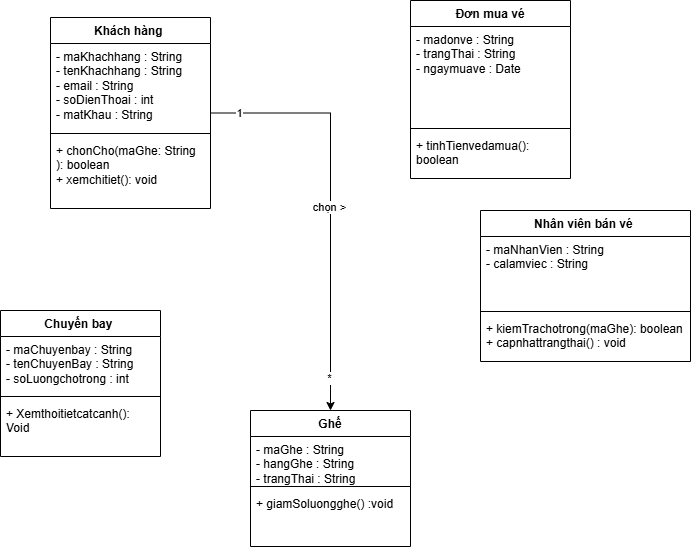 Khách hàng
- maKhachhang : String
- tenKhachhang : String
- email : String
- soDienThoai : int
- matKhau : String
+ chonCho(maGhe: String
): boolean
+ xemchitiet(): void
Đơn mua vé
- madonve : String
- trangThai : String
- ngaymuave : Date
+ tinhTienvedamua():
boolean
1
chọn >
*
Nhân viên bán vé
- maNhanVien : String
- calamviec : String
+ kiemTrachotrong(maGhe): boolean
+ capnhattrangthai() : void
Chuyến bay
- maChuyenbay : String
- tenChuyenBay : String
- soLuongchotrong : int
+ Xemthoitietcatcanh():
Void
Ghế
- maGhe : String
- hangGhe : String
- trangThai : String
+ giamSoluongghe() :void